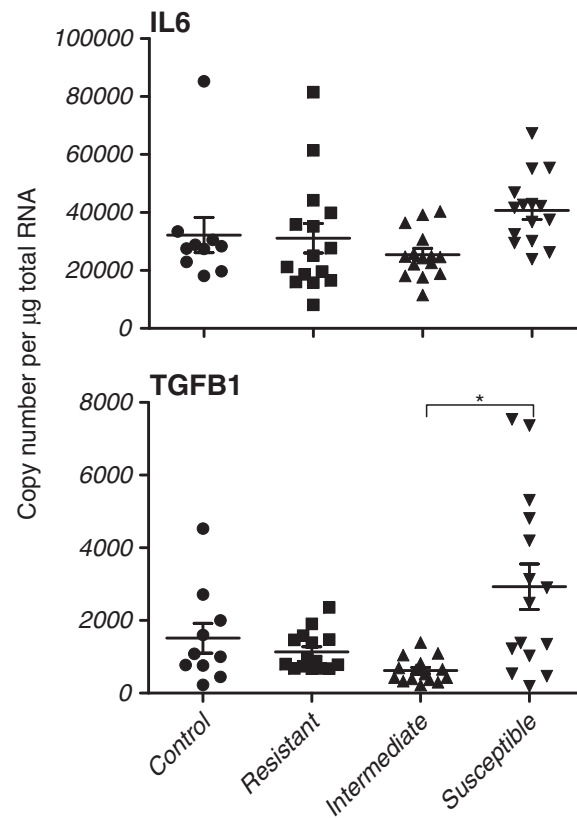 IL6
100000
80000
60000
40000
20000
0
TGFB1
8000
6000
4000
2000
0
*
Copy number per µg total RNA
Control
Resistant
Intermediate
Susceptible